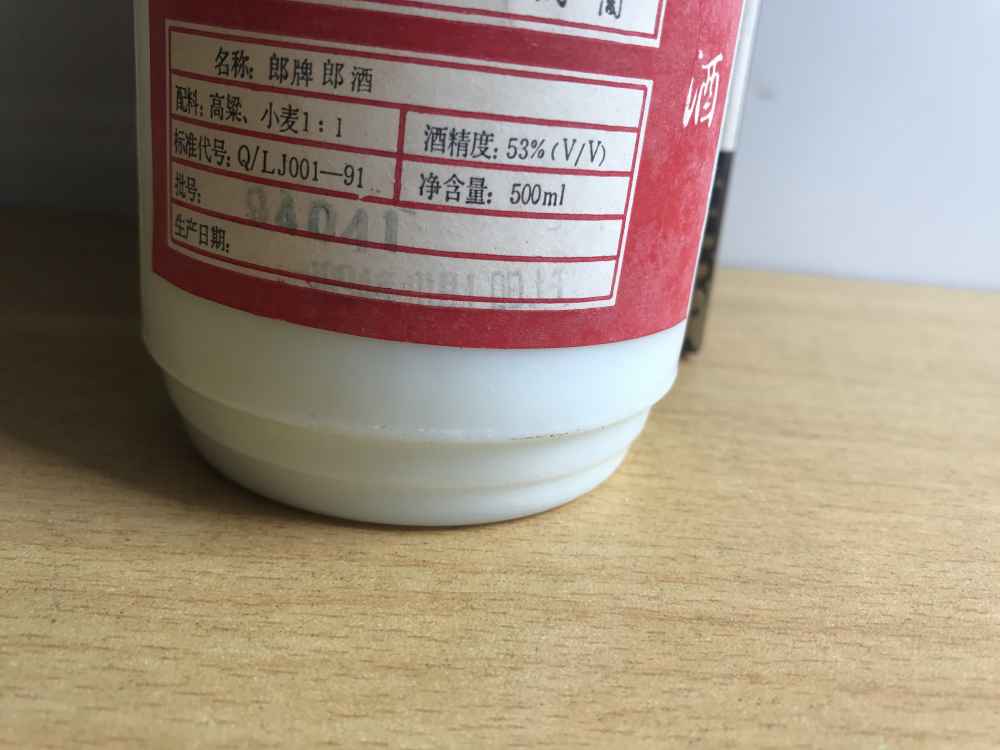 名称: 郎牌郎酒
配料: 高粱、小麦1:1
酒精度: 53%(V/V)
标准代号: Q/LJ001—91
净含量: 500ml
批号:
生产日期:
酒